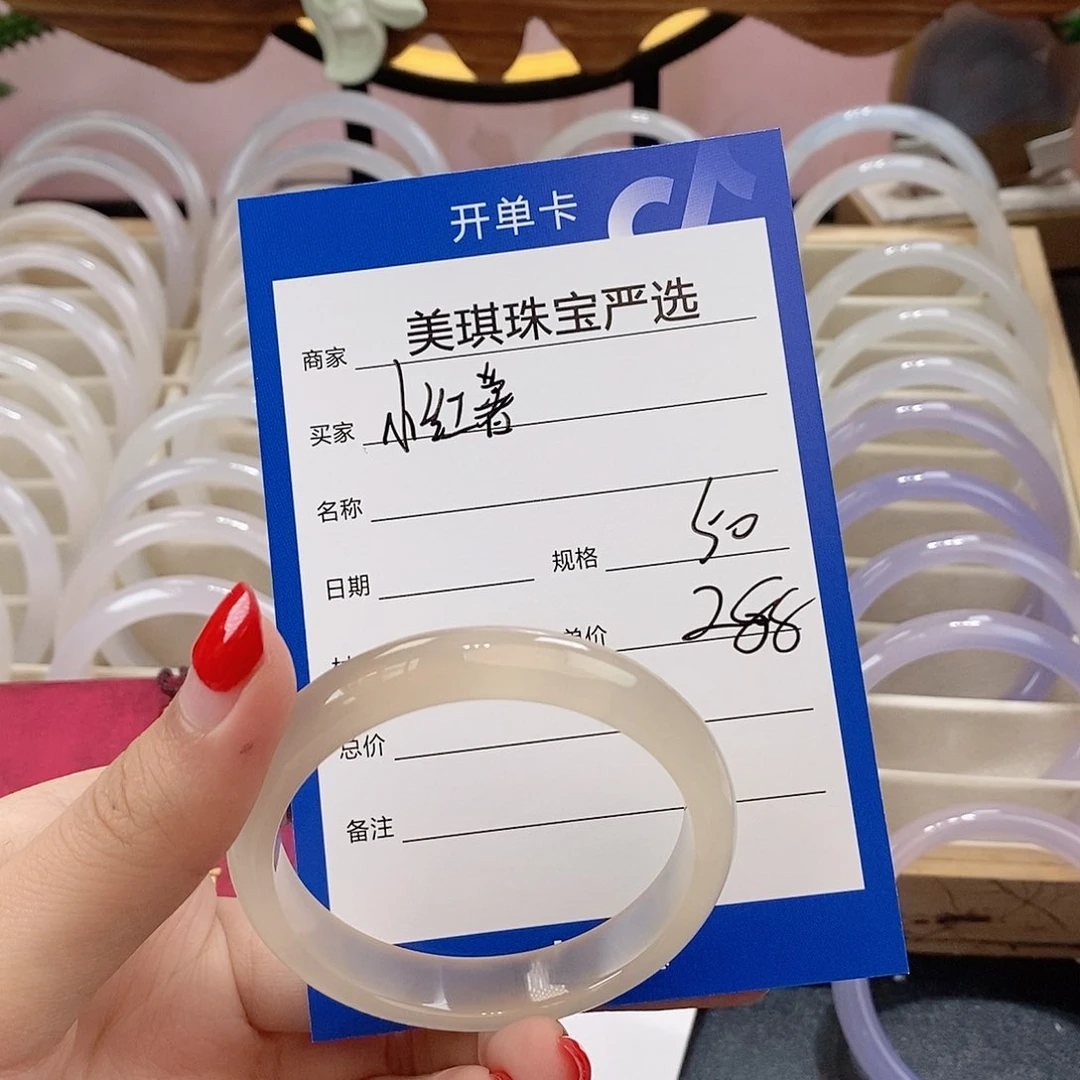 开单卡
商家 美琪珠宝严选
买家 小红薯
名称
日期 规格 50
单价 288
总价
备注